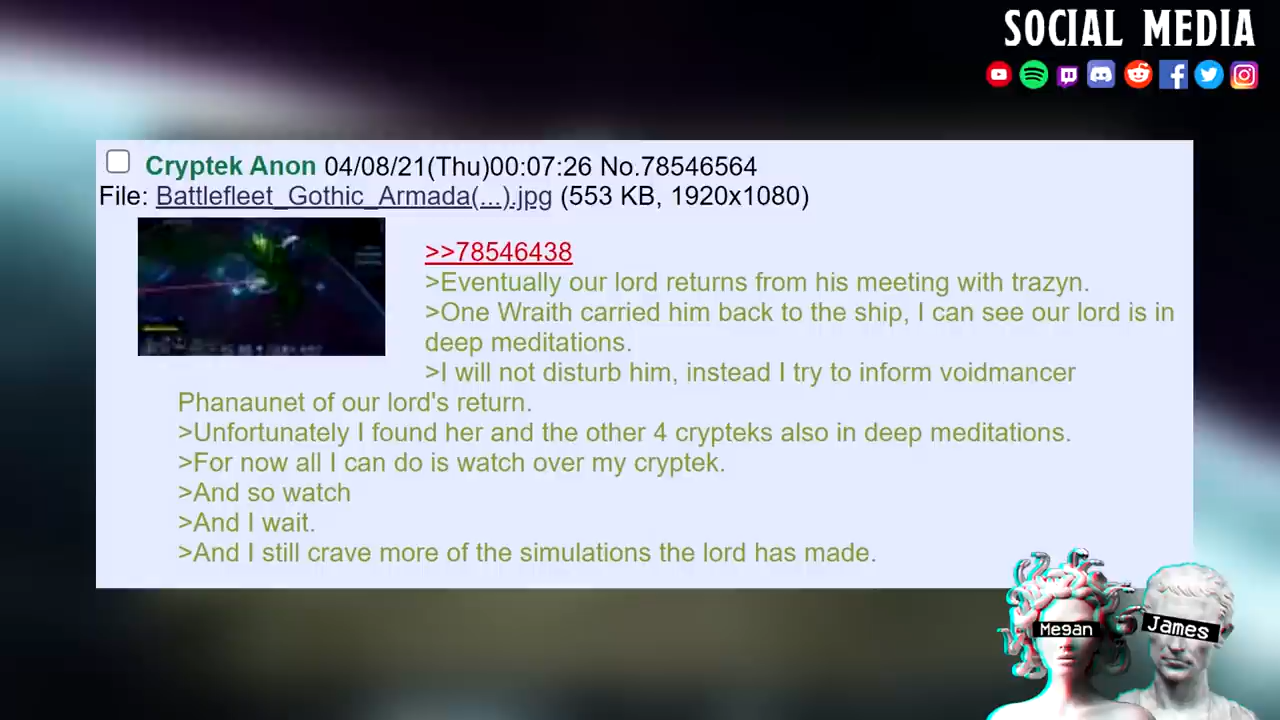 SOCIAL MEDIA
Cryptek Anon 04/08/21(Thu)00:07:26 No.78546564
File: Battlefleet_Gothic_Armada(...).jpg (553 KB, 1920x1080)
>>78546438
>Eventually our lord returns from his meeting with trazyn.
>One Wraith carried him back to the ship, I can see our lord is in
deep meditations.
>I will not disturb him, instead I try to inform voidmancer
Phanaunet of our lord's return.
>Unfortunately I found her and the other 4 crypteks also in deep meditations.
>For now all I can do is watch over my cryptek.
>And so watch
>And I wait.
>And I still crave more of the simulations the lord has made.
Megan
James